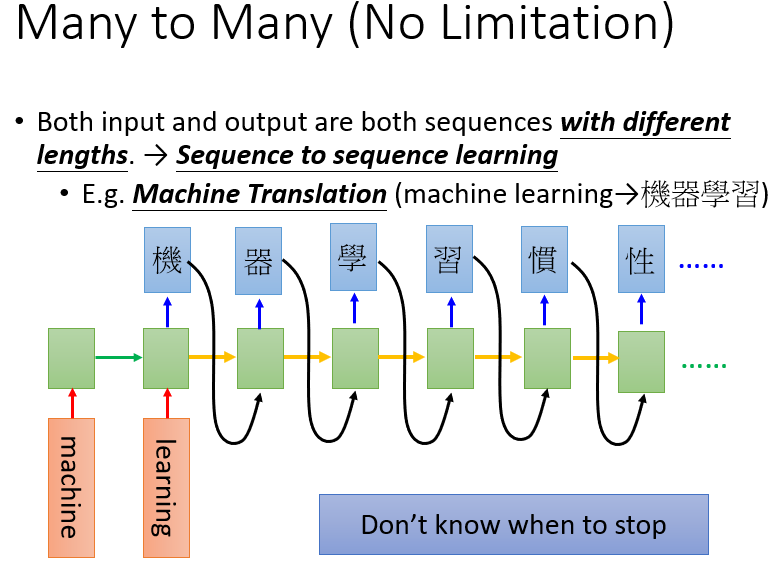 Many to Many (No Limitation)
• Both input and output are both sequences with different
lengths. → Sequence to sequence learning
• E.g. Machine Translation (machine learning→機器學習)
機 器 學 習 慣 性 ……
……
machine
learning
Don’t know when to stop